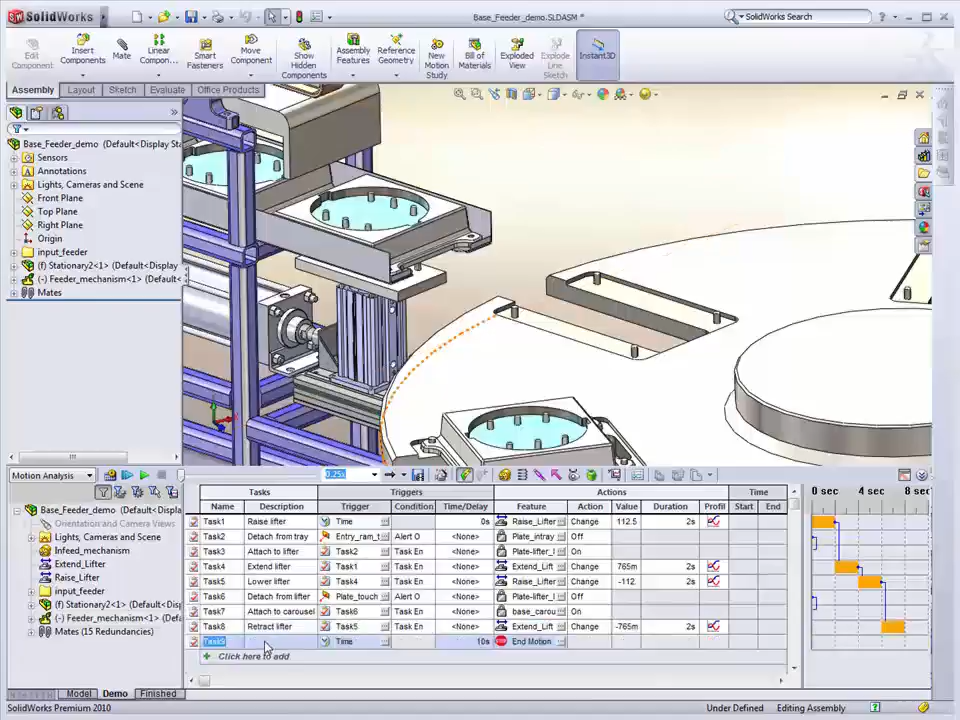 SolidWorks
Base_Feeder_demo.SLDASM *
SolidWorks Search
Edit Component
Insert Components
Mate
Linear Compon...
Smart Fasteners
Move Component
Show Hidden Components
Assembly Features
Reference Geometry
New Motion Study
Bill of Materials
Exploded View
Explode Line Sketch
Instant3D
Assembly Layout Sketch Evaluate Office Products
Base_Feeder_demo (Default<Display Sta
Sensors
Annotations
Lights, Cameras and Scene
Front Plane
Top Plane
Right Plane
Origin
input_feeder
(f) Stationary2<1> (Default<Display
(-) Feeder_mechanism<1> (Default<
Mates
Motion Analysis
0.25x
Base_Feeder_demo (Default<
Orientation and Camera Views
Lights, Cameras and Scene
Infeed_mechanism
Extend_Lifter
Raise_Lifter
input_feeder
(f) Stationary2<1> (Default<
(-) Feeder_mechanism<1> (Def
Mates (15 Redundancies)
Tasks Triggers Actions Time
Name Description Trigger Condition Time/Delay Feature Action Value Duration Profil Start End
Task1 Raise lifter Time 0s Raise_Lifter Change 112.5 2s
Task2 Detach from tray Entry_ram_t Alert O <None> Plate_intray Off
Task3 Attach to lifter Task2 Task En <None> Plate-lifter_l On
Task4 Extend lifter Task1 Task En <None> Extend_Lift Change 765m 2s
Task5 Lower lifter Task4 Task En <None> Raise_Lifter Change -112. 2s
Task6 Detach from lifter Plate_touch Alert O <None> Plate-lifter_l Off
Task7 Attach to carousel Task6 Task En <None> base_carou On
Task8 Retract lifter Task5 Task En <None> Extend_Lift Change -765m 2s
Task9 Time 10s End Motion
Click here to add
0 sec 4 sec 8 sec
Model Demo Finished
SolidWorks Premium 2010
Under Defined
Editing Assembly